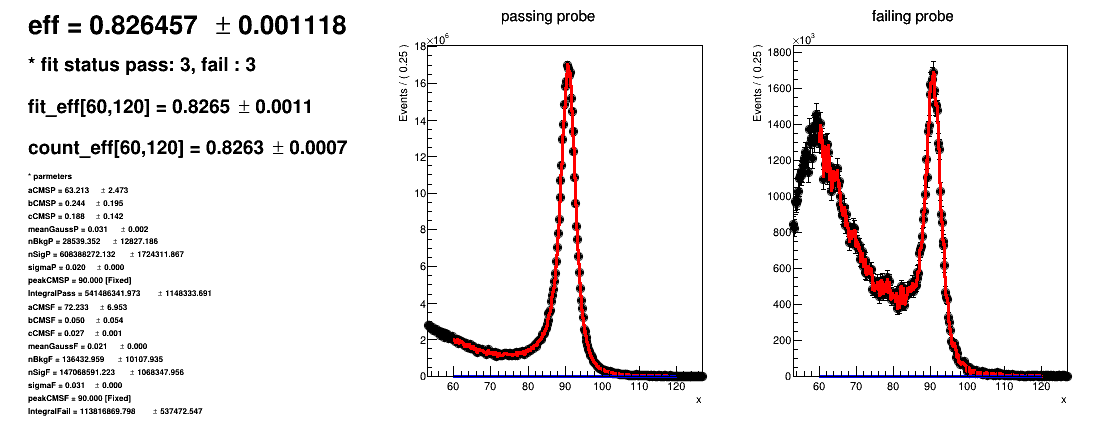 eff = 0.826457 ± 0.001118
* fit status pass: 3, fail : 3
fit_eff[60,120] = 0.8265 ± 0.0011
count_eff[60,120] = 0.8263 ± 0.0007
* parmeters
aCMSP = 63.213 ± 2.473
bCMSP = 0.244 ± 0.195
cCMSP = 0.188 ± 0.142
meanGaussP = 0.031 ± 0.002
nBkgP = 28539.352 ± 12827.186
nSigP = 608388272.132 ± 1724311.867
sigmaP = 0.020 ± 0.000
peakCMSP = 90.000 [Fixed]
IntegralPass = 541486341.973 ± 1148333.691
aCMSF = 72.233 ± 6.953
bCMSF = 0.050 ± 0.054
cCMSF = 0.027 ± 0.001
meanGaussF = 0.021 ± 0.000
nBkgF = 136432.959 ± 10107.935
nSigF = 147068591.223 ± 1068347.956
sigmaF = 0.031 ± 0.000
peakCMSF = 90.000 [Fixed]
IntegralFail = 113816869.798 ± 537472.547
passing probe
×10⁶
Events / ( 0.25 )
18
16
14
12
10
8
6
4
2
0
60 70 80 90 100 110 120
x
failing probe
×10³
Events / ( 0.25 )
1800
1600
1400
1200
1000
800
600
400
200
0
60 70 80 90 100 110 120
x